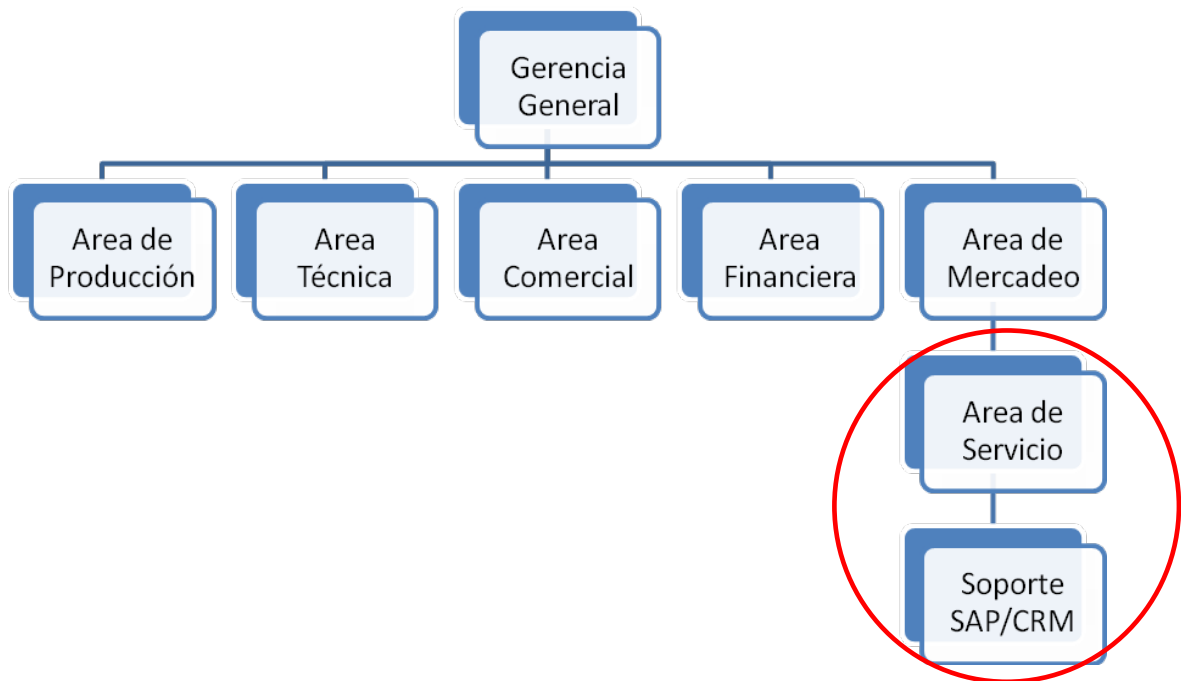 Gerencia
General
Area de
Producción
Area
Técnica
Area
Comercial
Area
Financiera
Area de
Mercadeo
Area de
Servicio
Soporte
SAP/CRM